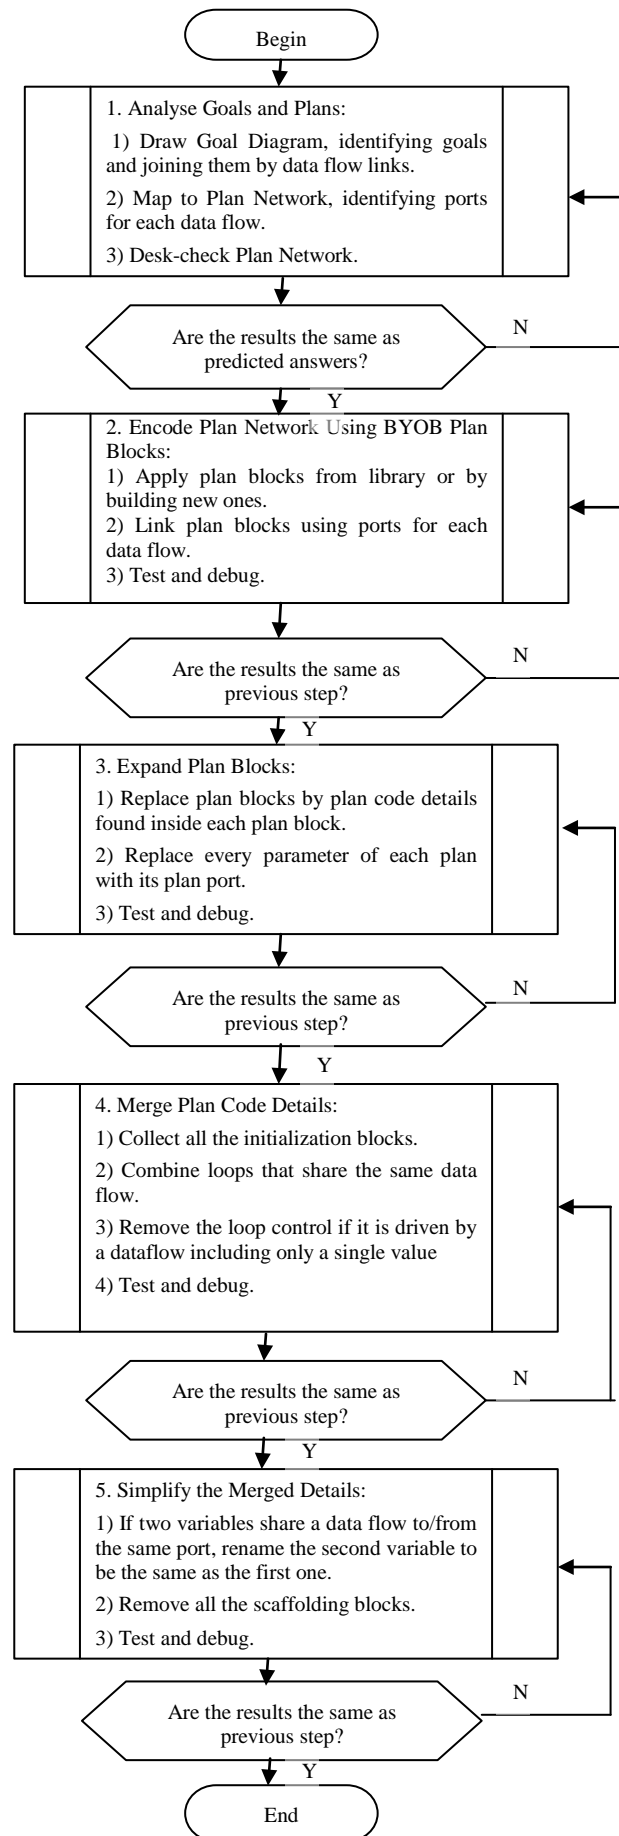 Begin
1. Analyse Goals and Plans:
1) Draw Goal Diagram, identifying goals
and joining them by data flow links.
2) Map to Plan Network, identifying ports
for each data flow.
3) Desk-check Plan Network.
Are the results the same as
predicted answers?
N
Y
2. Encode Plan Network Using BYOB Plan
Blocks:
1) Apply plan blocks from library or by
building new ones.
2) Link plan blocks using ports for each
data flow.
3) Test and debug.
Are the results the same as
previous step?
N
Y
3. Expand Plan Blocks:
1) Replace plan blocks by plan code details
found inside each plan block.
2) Replace every parameter of each plan
with its plan port.
3) Test and debug.
Are the results the same as
previous step?
N
Y
4. Merge Plan Code Details:
1) Collect all the initialization blocks.
2) Combine loops that share the same data
flow.
3) Remove the loop control if it is driven by
a dataflow including only a single value
4) Test and debug.
Are the results the same as
previous step?
N
Y
5. Simplify the Merged Details:
1) If two variables share a data flow to/from
the same port, rename the second variable to
be the same as the first one.
2) Remove all the scaffolding blocks.
3) Test and debug.
Are the results the same as
previous step?
N
Y
End